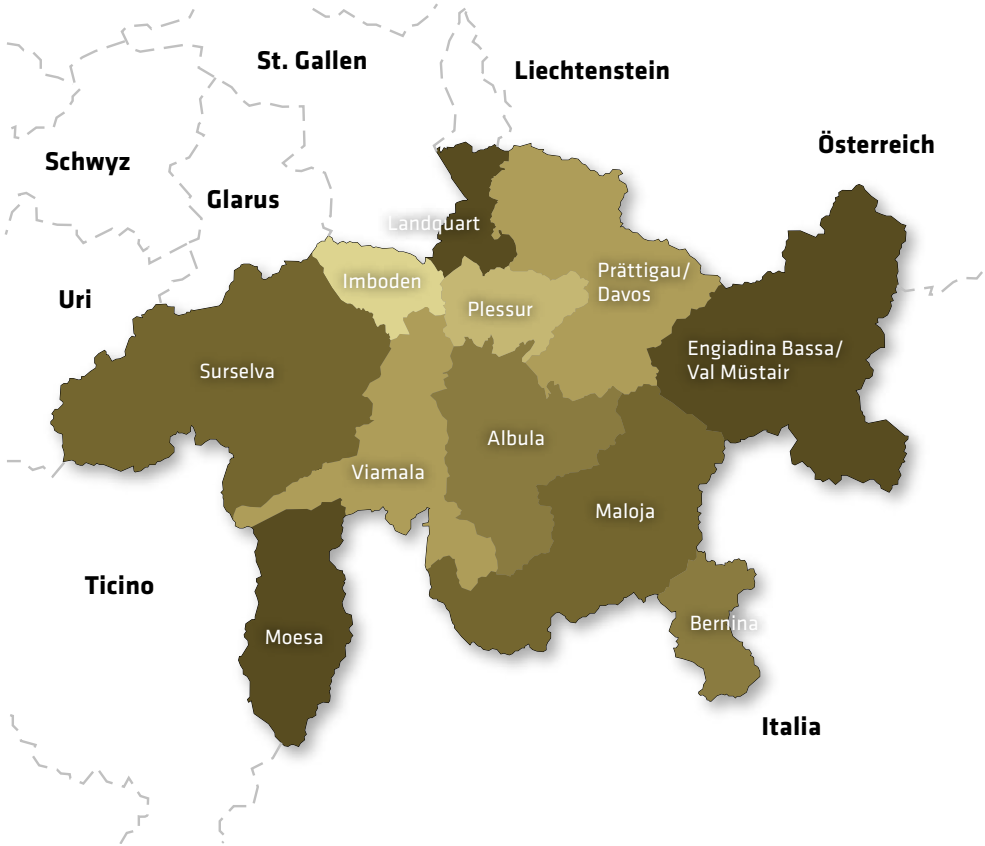 St. Gallen
Liechtenstein
Österreich
Schwyz
Glarus
Landquart
Imboden
Prättigau/
Davos
Uri
Plessur
Engiadina Bassa/
Val Müstair
Surselva
Albula
Viamala
Maloja
Ticino
Moesa
Bernina
Italia